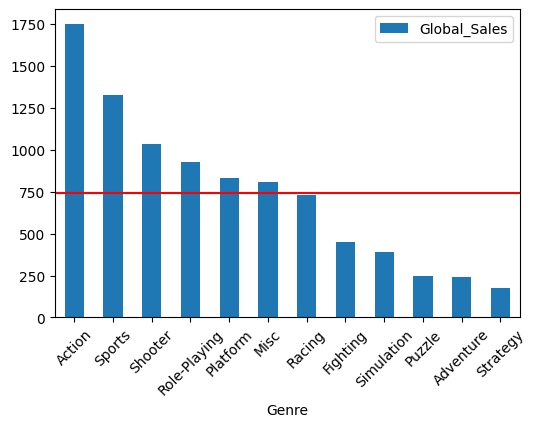 1750
1500
1250
1000
750
500
250
0
Global_Sales
Action
Sports
Shooter
Role-Playing
Platform
Misc
Racing
Fighting
Simulation
Puzzle
Adventure
Strategy
Genre